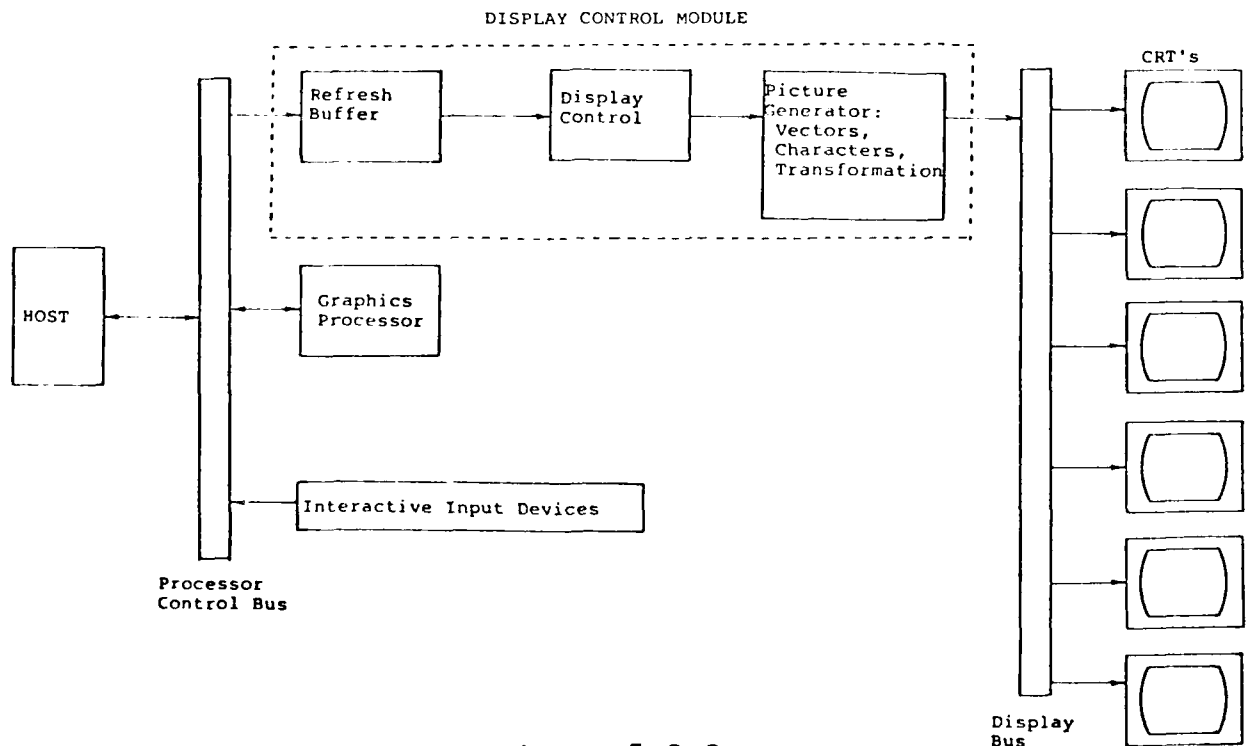 DISPLAY CONTROL MODULE
CRT's
Refresh
Buffer
Display
Control
Picture
Generator:
Vectors,
Characters,
Transformation
HOST
Graphics
Processor
Interactive Input Devices
Processor
Control Bus
Display
Bus